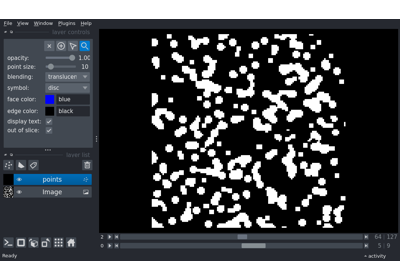 File View Window Plugins Help
layer controls
opacity: 1.00
point size: 10
blending: translucen
symbol: disc
face color: blue
edge color: black
display text:
out of slice:
layer list
points
Image
2 64 127
0 5 9
Ready
activity